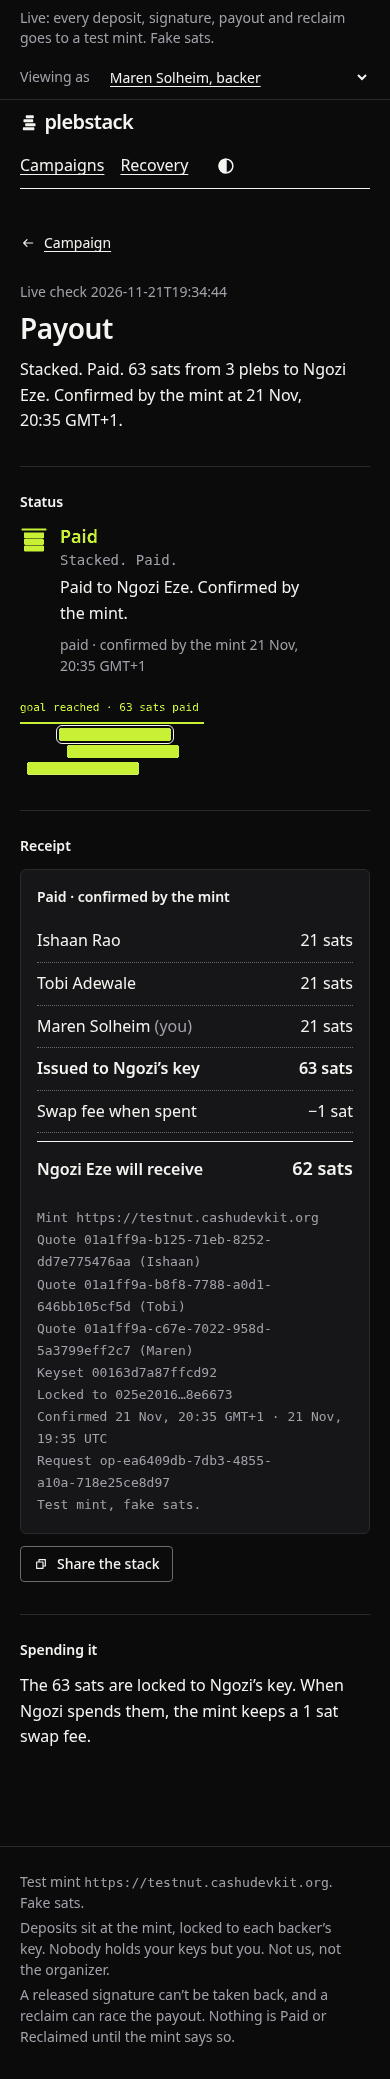 Live: every deposit, signature, payout and reclaim
goes to a test mint. Fake sats.
Viewing as Maren Solheim, backer
plebstack
Campaigns Recovery
← Campaign
Live check 2026-11-21T19:34:44
Payout
Stacked. Paid. 63 sats from 3 plebs to Ngozi
Eze. Confirmed by the mint at 21 Nov,
20:35 GMT+1.
Status
Paid
Stacked. Paid.
Paid to Ngozi Eze. Confirmed by
the mint.
paid · confirmed by the mint 21 Nov,
20:35 GMT+1
goal reached · 63 sats paid
Receipt
Paid · confirmed by the mint
Ishaan Rao 21 sats
Tobi Adewale 21 sats
Maren Solheim (you) 21 sats
Issued to Ngozi’s key 63 sats
Swap fee when spent −1 sat
Ngozi Eze will receive 62 sats
Mint https://testnut.cashudevkit.org
Quote 01a1ff9a-b125-71eb-8252-
dd7e775476aa (Ishaan)
Quote 01a1ff9a-b8f8-7788-a0d1-
646bb105cf5d (Tobi)
Quote 01a1ff9a-c67e-7022-958d-
5a3799eff2c7 (Maren)
Keyset 00163d7a87ffcd92
Locked to 025e2016…8e6673
Confirmed 21 Nov, 20:35 GMT+1 · 21 Nov,
19:35 UTC
Request op-ea6409db-7db3-4855-
a10a-718e25ce8d97
Test mint, fake sats.
Share the stack
Spending it
The 63 sats are locked to Ngozi’s key. When
Ngozi spends them, the mint keeps a 1 sat
swap fee.
Test mint https://testnut.cashudevkit.org.
Fake sats.
Deposits sit at the mint, locked to each backer’s
key. Nobody holds your keys but you. Not us, not
the organizer.
A released signature can’t be taken back, and a
reclaim can race the payout. Nothing is Paid or
Reclaimed until the mint says so.